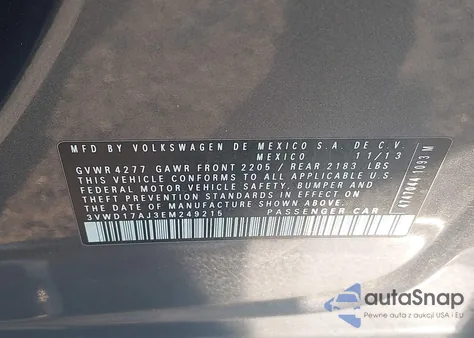 MFD BY VOLKSWAGEN DE MEXICO S.A. DE C.V.
MEXICO 11/13
GVWR 4277 GAWR FRONT 2205 / REAR 2183 LBS
THIS VEHICLE CONFORMS TO ALL APPLICABLE U.S
FEDERAL MOTOR VEHICLE SAFETY, BUMPER AND
THEFT PREVENTION STANDARDS IN EFFECT ON
THE DATE OF MANUFACTURE SHOWN ABOVE
3VWD17AJ3EM249215 PASSENGER CAR
1093 M
autoSnap
Pewne auta z aukcji USA i EU